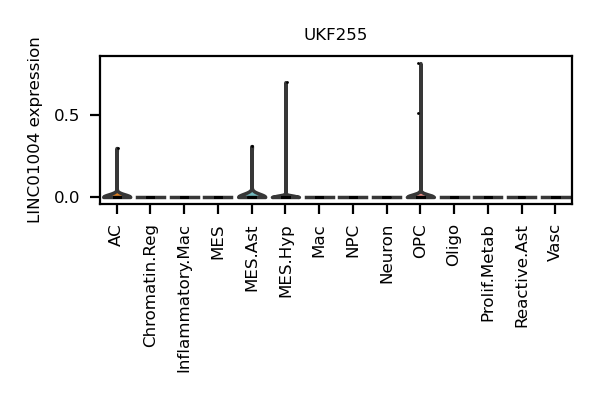 UKF255
LINC01004 expression
0.5
0.0
AC
Chromatin.Reg
Inflammatory.Mac
MES
MES.Ast
MES.Hyp
Mac
NPC
Neuron
OPC
Oligo
Prolif.Metab
Reactive.Ast
Vasc